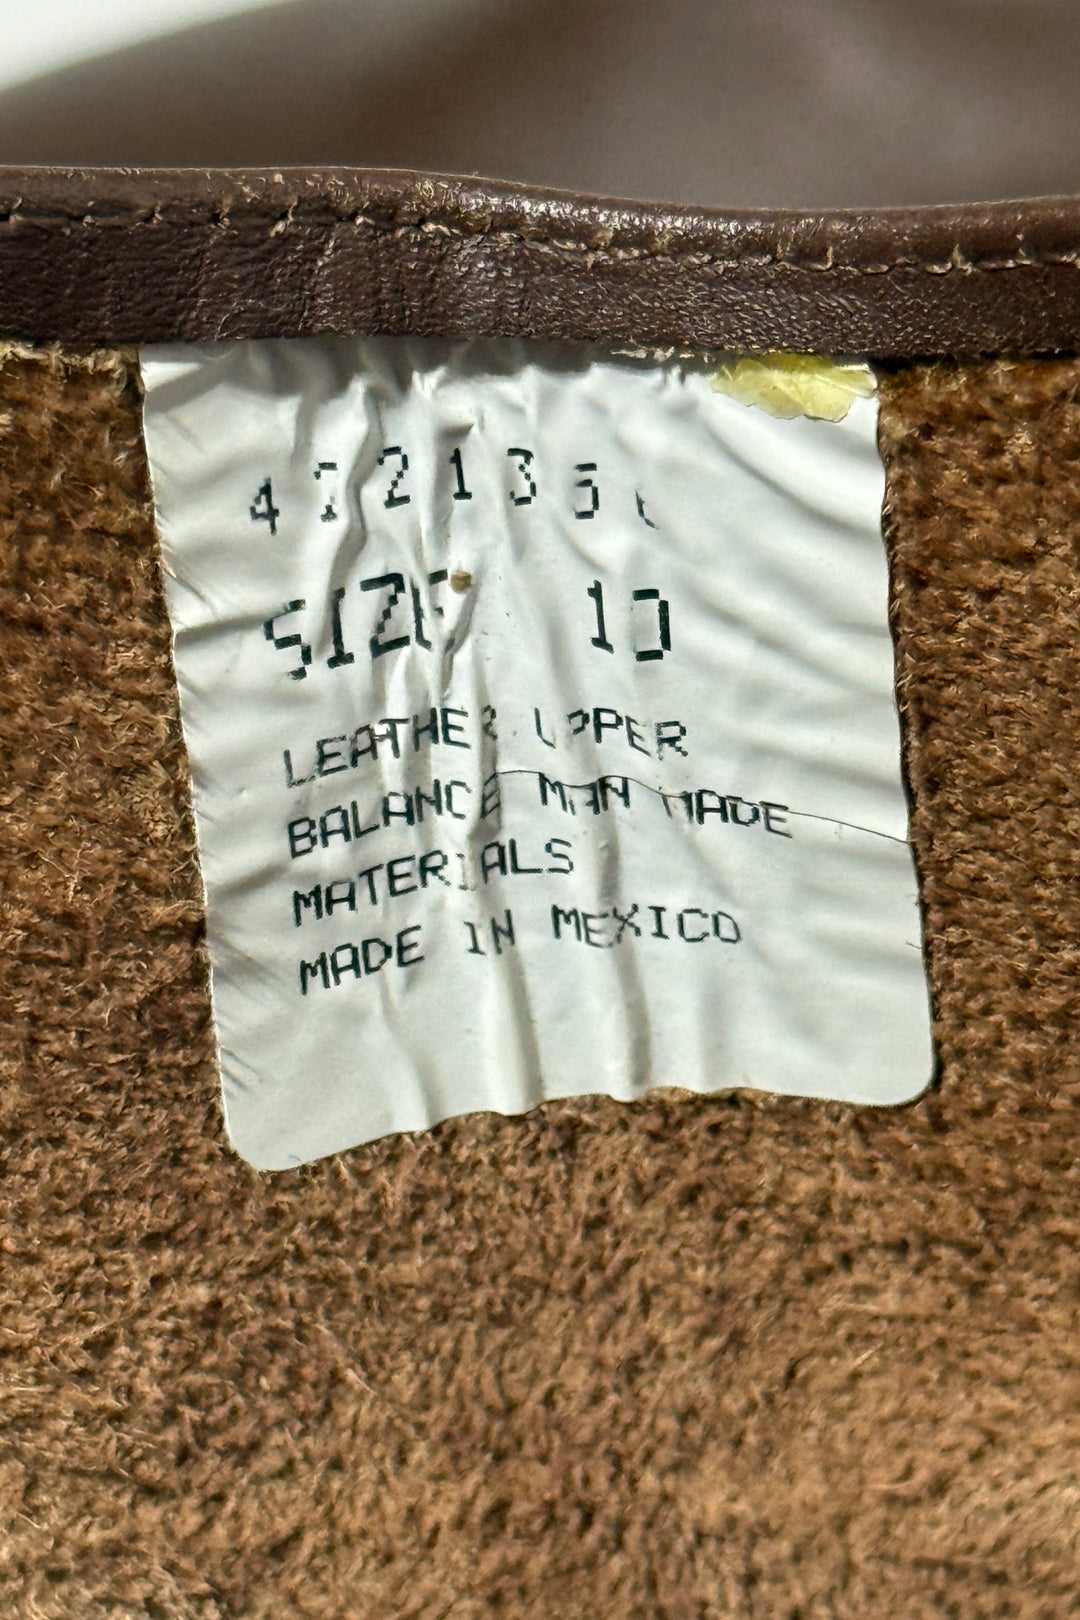 SIZE 10
LEATHER UPPER
BALANCE MAN MADE
MATERIALS
MADE IN MEXICO